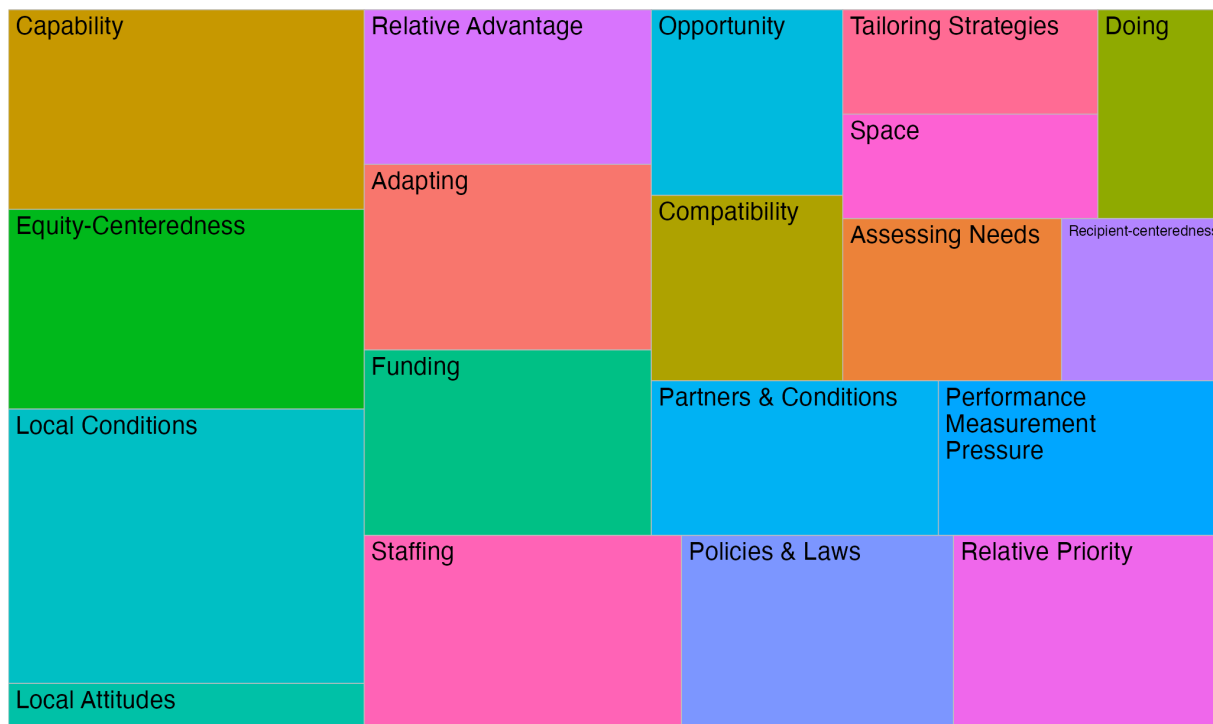 Capability
Relative Advantage
Opportunity
Tailoring Strategies
Doing
Space
Adapting
Compatibility
Equity-Centeredness
Assessing Needs
Recipient-centeredness
Funding
Partners & Conditions
Performance
Measurement
Pressure
Local Conditions
Staffing
Policies & Laws
Relative Priority
Local Attitudes